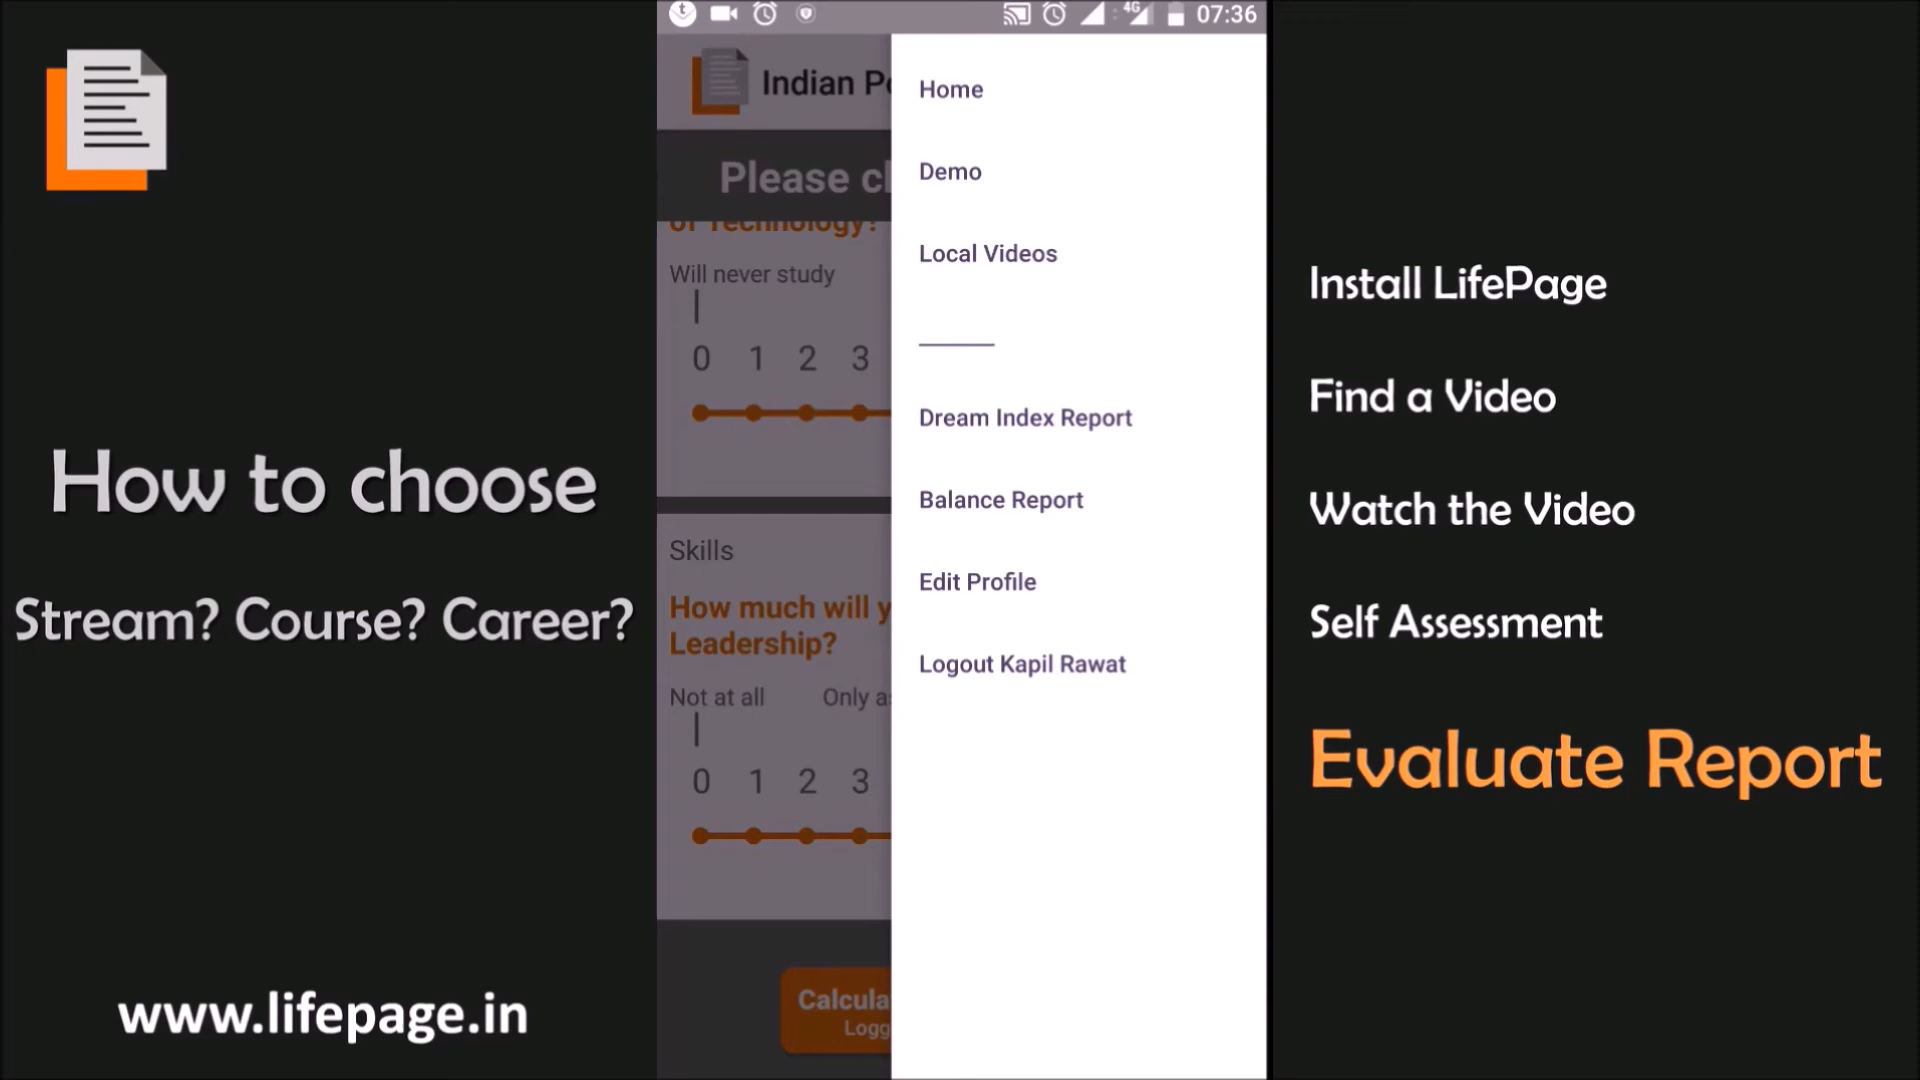 How to choose
Stream? Course? Career?
www.lifepage.in
4G
07:36
Indian
Please
of Technology?
Will never study
0 1 2 3
Skills
How much will
Leadership?
Not at all Only
0 1 2 3
Home
Demo
Local Videos
Dream Index Report
Balance Report
Edit Profile
Logout Kapil Rawat
Install LifePage
Find a Video
Watch the Video
Self Assessment
Evaluate Report